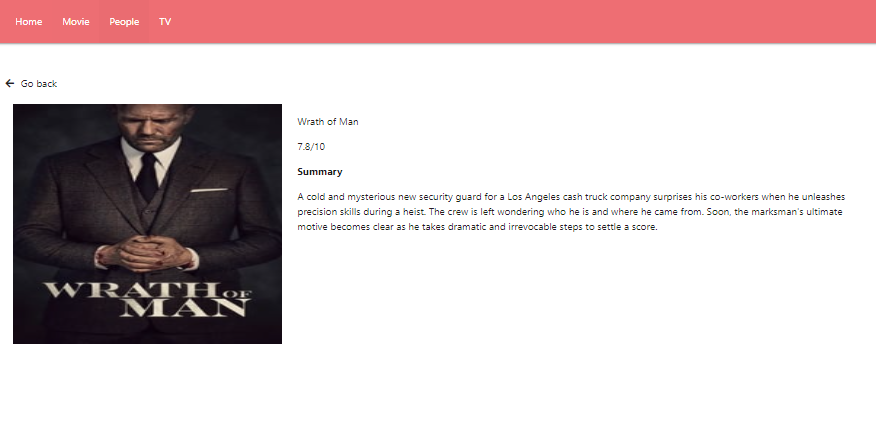 Home Movie People TV
Go back
Wrath of Man
7.8/10
Summary
A cold and mysterious new security guard for a Los Angeles cash truck company surprises his co-workers when he unleashes
precision skills during a heist. The crew is left wondering who he is and where he came from. Soon, the marksman's ultimate
motive becomes clear as he takes dramatic and irrevocable steps to settle a score.
WRATH OF
MAN